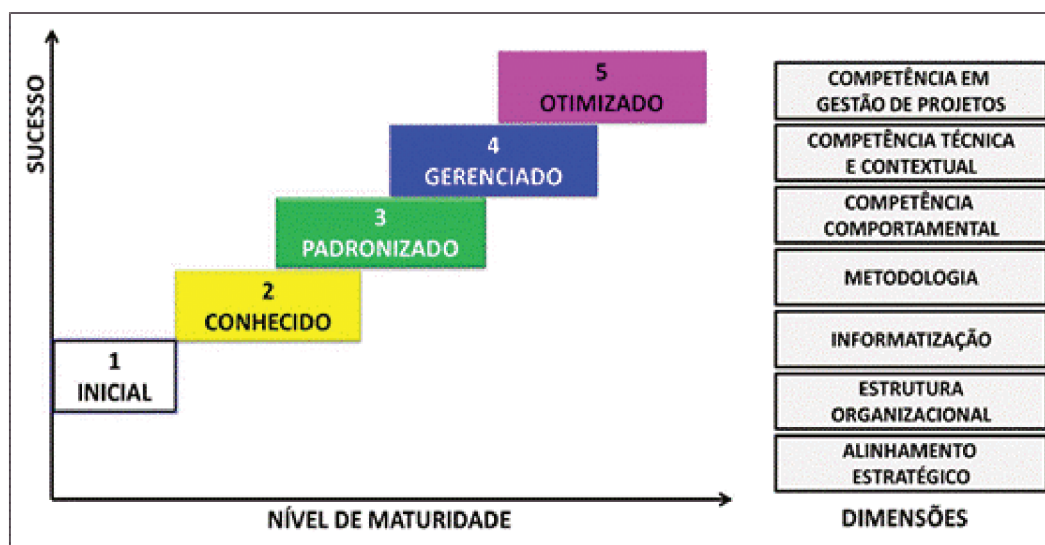 SUCESSO
5
OTIMIZADO
4
GERENCIADO
3
PADRONIZADO
2
CONHECIDO
1
INICIAL
NÍVEL DE MATURIDADE
COMPETÊNCIA EM
GESTÃO DE PROJETOS
COMPETÊNCIA TÉCNICA
E CONTEXTUAL
COMPETÊNCIA
COMPORTAMENTAL
METODOLOGIA
INFORMATIZAÇÃO
ESTRUTURA
ORGANIZACIONAL
ALINHAMENTO
ESTRATÉGICO
DIMENSÕES